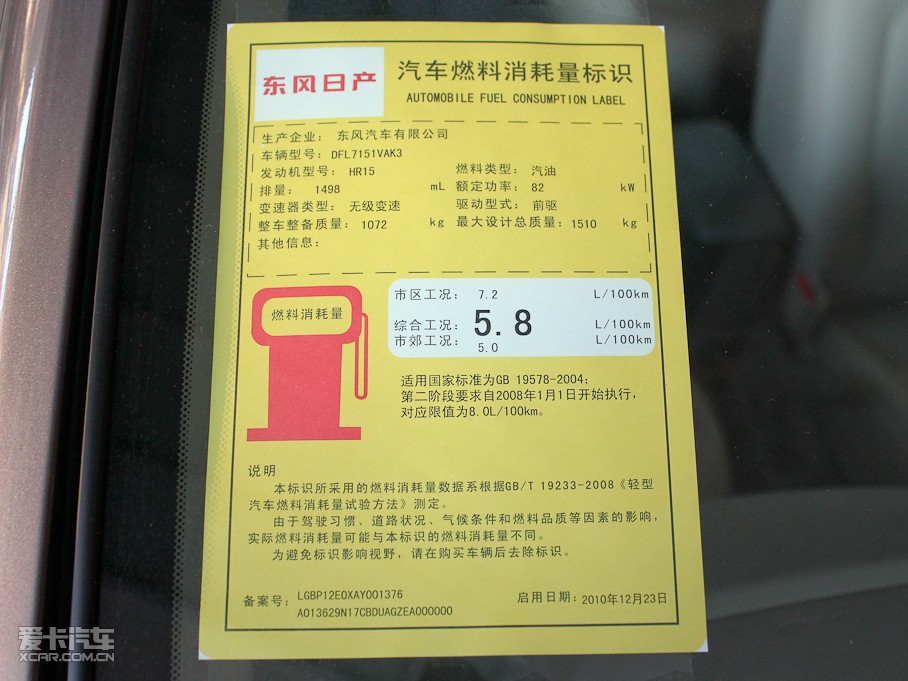 东风日产
汽车燃料消耗量标识
AUTOMOBILE FUEL CONSUMPTION LABEL
生产企业: 东风汽车有限公司
车辆型号: DFL7151VAK3
发动机型号: HR15 燃料类型: 汽油
排量: 1498 mL 额定功率: 82 kW
变速器类型: 无级变速 驱动型式: 前驱
整车整备质量: 1072 kg 最大设计总质量: 1510 kg
其他信息:
燃料消耗量
市区工况: 7.2 L/100km
综合工况: 5.8 L/100km
市郊工况: 5.0 L/100km
适用国家标准为GB 19578-2004;
第二阶段要求自2008年1月1日开始执行,
对应限值为8.0L/100km。
说明
本标识所采用的燃料消耗量数据系根据GB/T 19233-2008《轻型
汽车燃料消耗量试验方法》测定。
由于驾驶习惯、道路状况、气候条件和燃料品质等因素的影响,
实际燃料消耗量可能与本标识的燃料消耗量不同。
为避免标识影响视野,请在购买车辆后去除标识。
备案号: LGBP12E0XAY001376
A013629N17CBDUAGZEA000000
启用日期: 2010年12月23日
爱卡汽车
XCAR.COM.CN